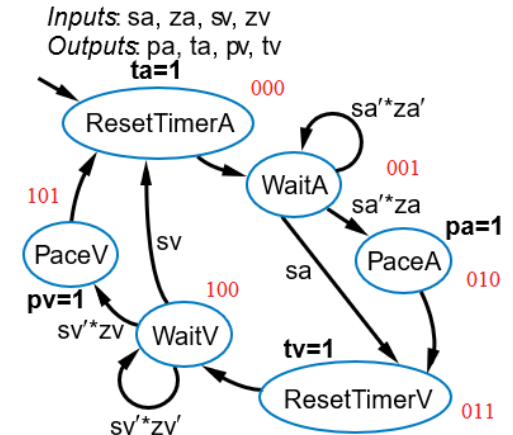 Inputs: sa, za, sv, zv
Outputs: pa, ta, pv, tv
ta=1
000
ResetTimerA
sa′*za′
WaitA
001
101
sa′*za
pa=1
PaceV
sv
PaceA
sa
010
pv=1
100
sv′*zv
WaitV
tv=1
ResetTimerV
011
sv′*zv′